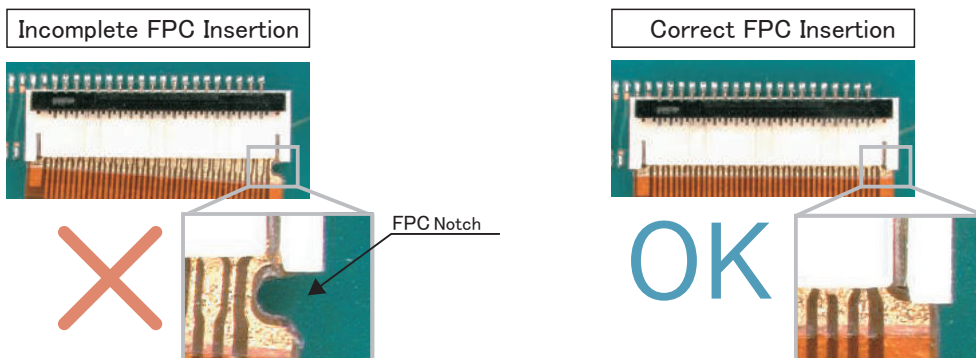 Incomplete FPC Insertion
Correct FPC Insertion
FPC Notch
OK